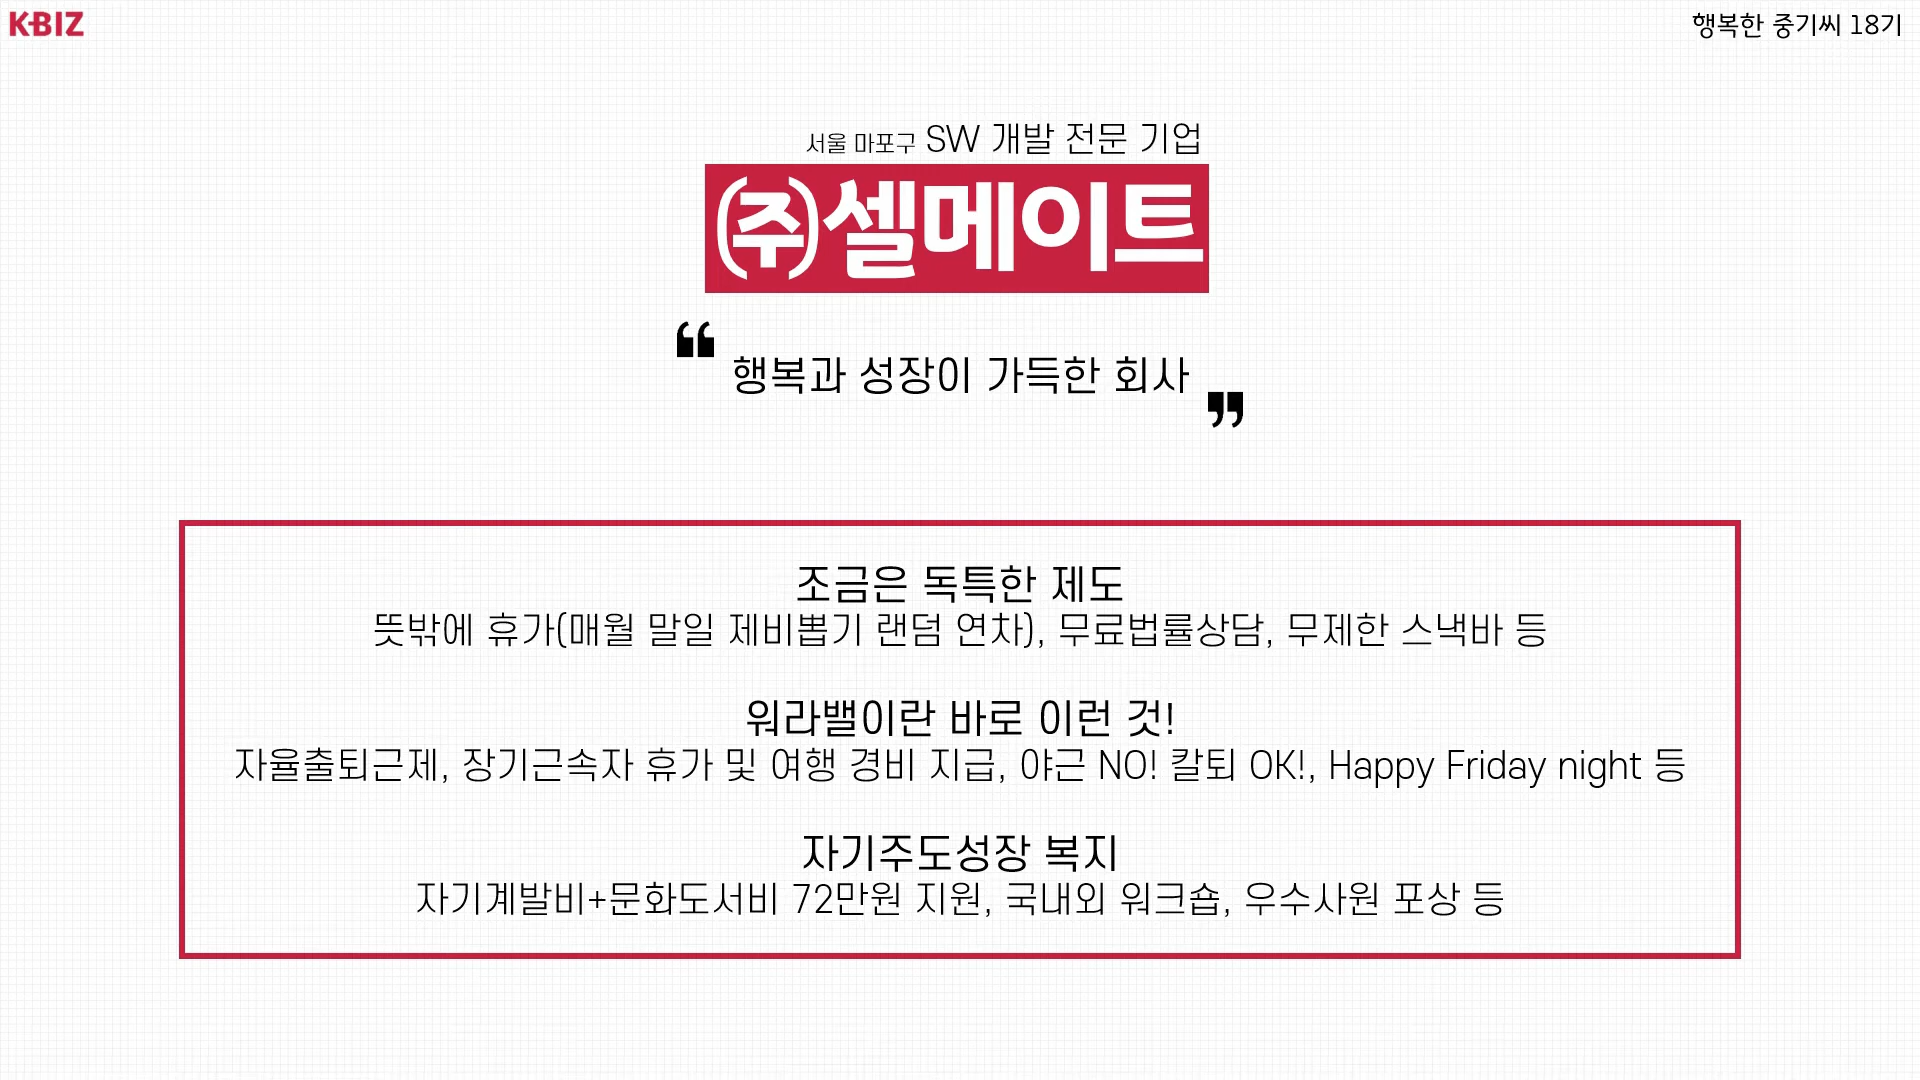 K-BIZ
행복한 중기씨 18기
서울 마포구 SW 개발 전문 기업
㈜셀메이트
“ 행복과 성장이 가득한 회사 ”
조금은 독특한 제도
뜻밖에 휴가(매월 말일 제비뽑기 랜덤 연차), 무료법률상담, 무제한 스낵바 등
워라밸이란 바로 이런 것!
자율출퇴근제, 장기근속자 휴가 및 여행 경비 지급, 야근 NO! 칼퇴 OK!, Happy Friday night 등
자기주도성장 복지
자기계발비+문화도서비 72만원 지원, 국내외 워크숍, 우수사원 포상 등